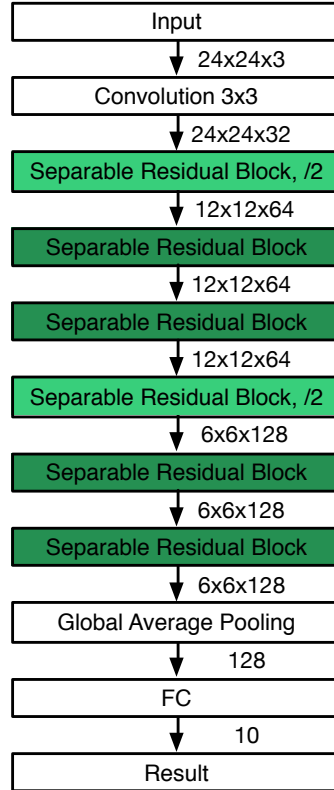 Input
24x24x3
Convolution 3x3
24x24x32
Separable Residual Block, /2
12x12x64
Separable Residual Block
12x12x64
Separable Residual Block
12x12x64
Separable Residual Block, /2
6x6x128
Separable Residual Block
6x6x128
Separable Residual Block
6x6x128
Global Average Pooling
128
FC
10
Result